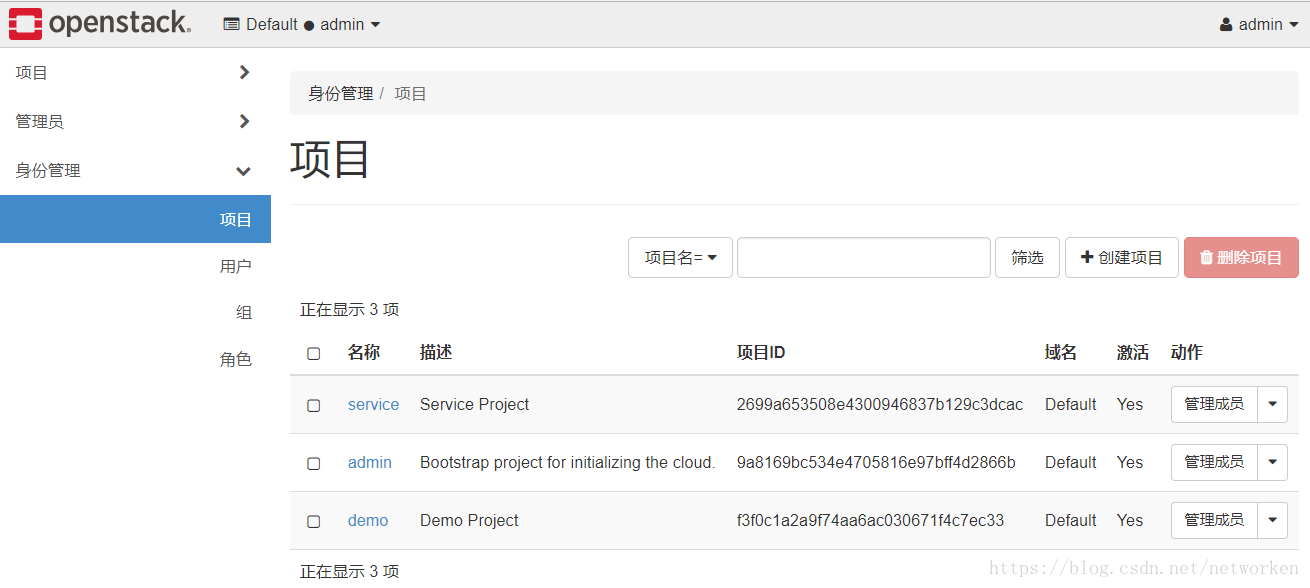 openstack. Default ● admin admin
项目
管理员
身份管理
项目
用户
组
角色
身份管理 / 项目
项目
项目名= 筛选 创建项目 删除项目
正在显示 3 项
名称 描述 项目ID 域名 激活 动作
service Service Project 2699a653508e4300946837b129c3dcac Default Yes 管理成员
admin Bootstrap project for initializing the cloud. 9a8169bc534e4705816e97bff4d2866b Default Yes 管理成员
demo Demo Project f3f0c1a2a9f74aa6ac030671f4c7ec33 Default Yes 管理成员
正在显示 3 项
https://blog.csdn.net/networken